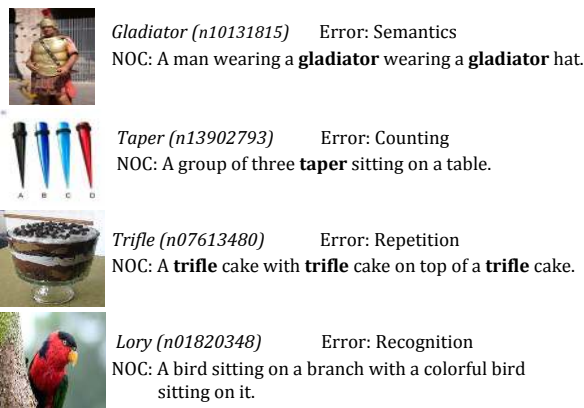 Gladiator (n10131815) Error: Semantics
NOC: A man wearing a gladiator wearing a gladiator hat.
Taper (n13902793) Error: Counting
NOC: A group of three taper sitting on a table.
A B C D
Trifle (n07613480) Error: Repetition
NOC: A trifle cake with trifle cake on top of a trifle cake.
Lory (n01820348) Error: Recognition
NOC: A bird sitting on a branch with a colorful bird
sitting on it.